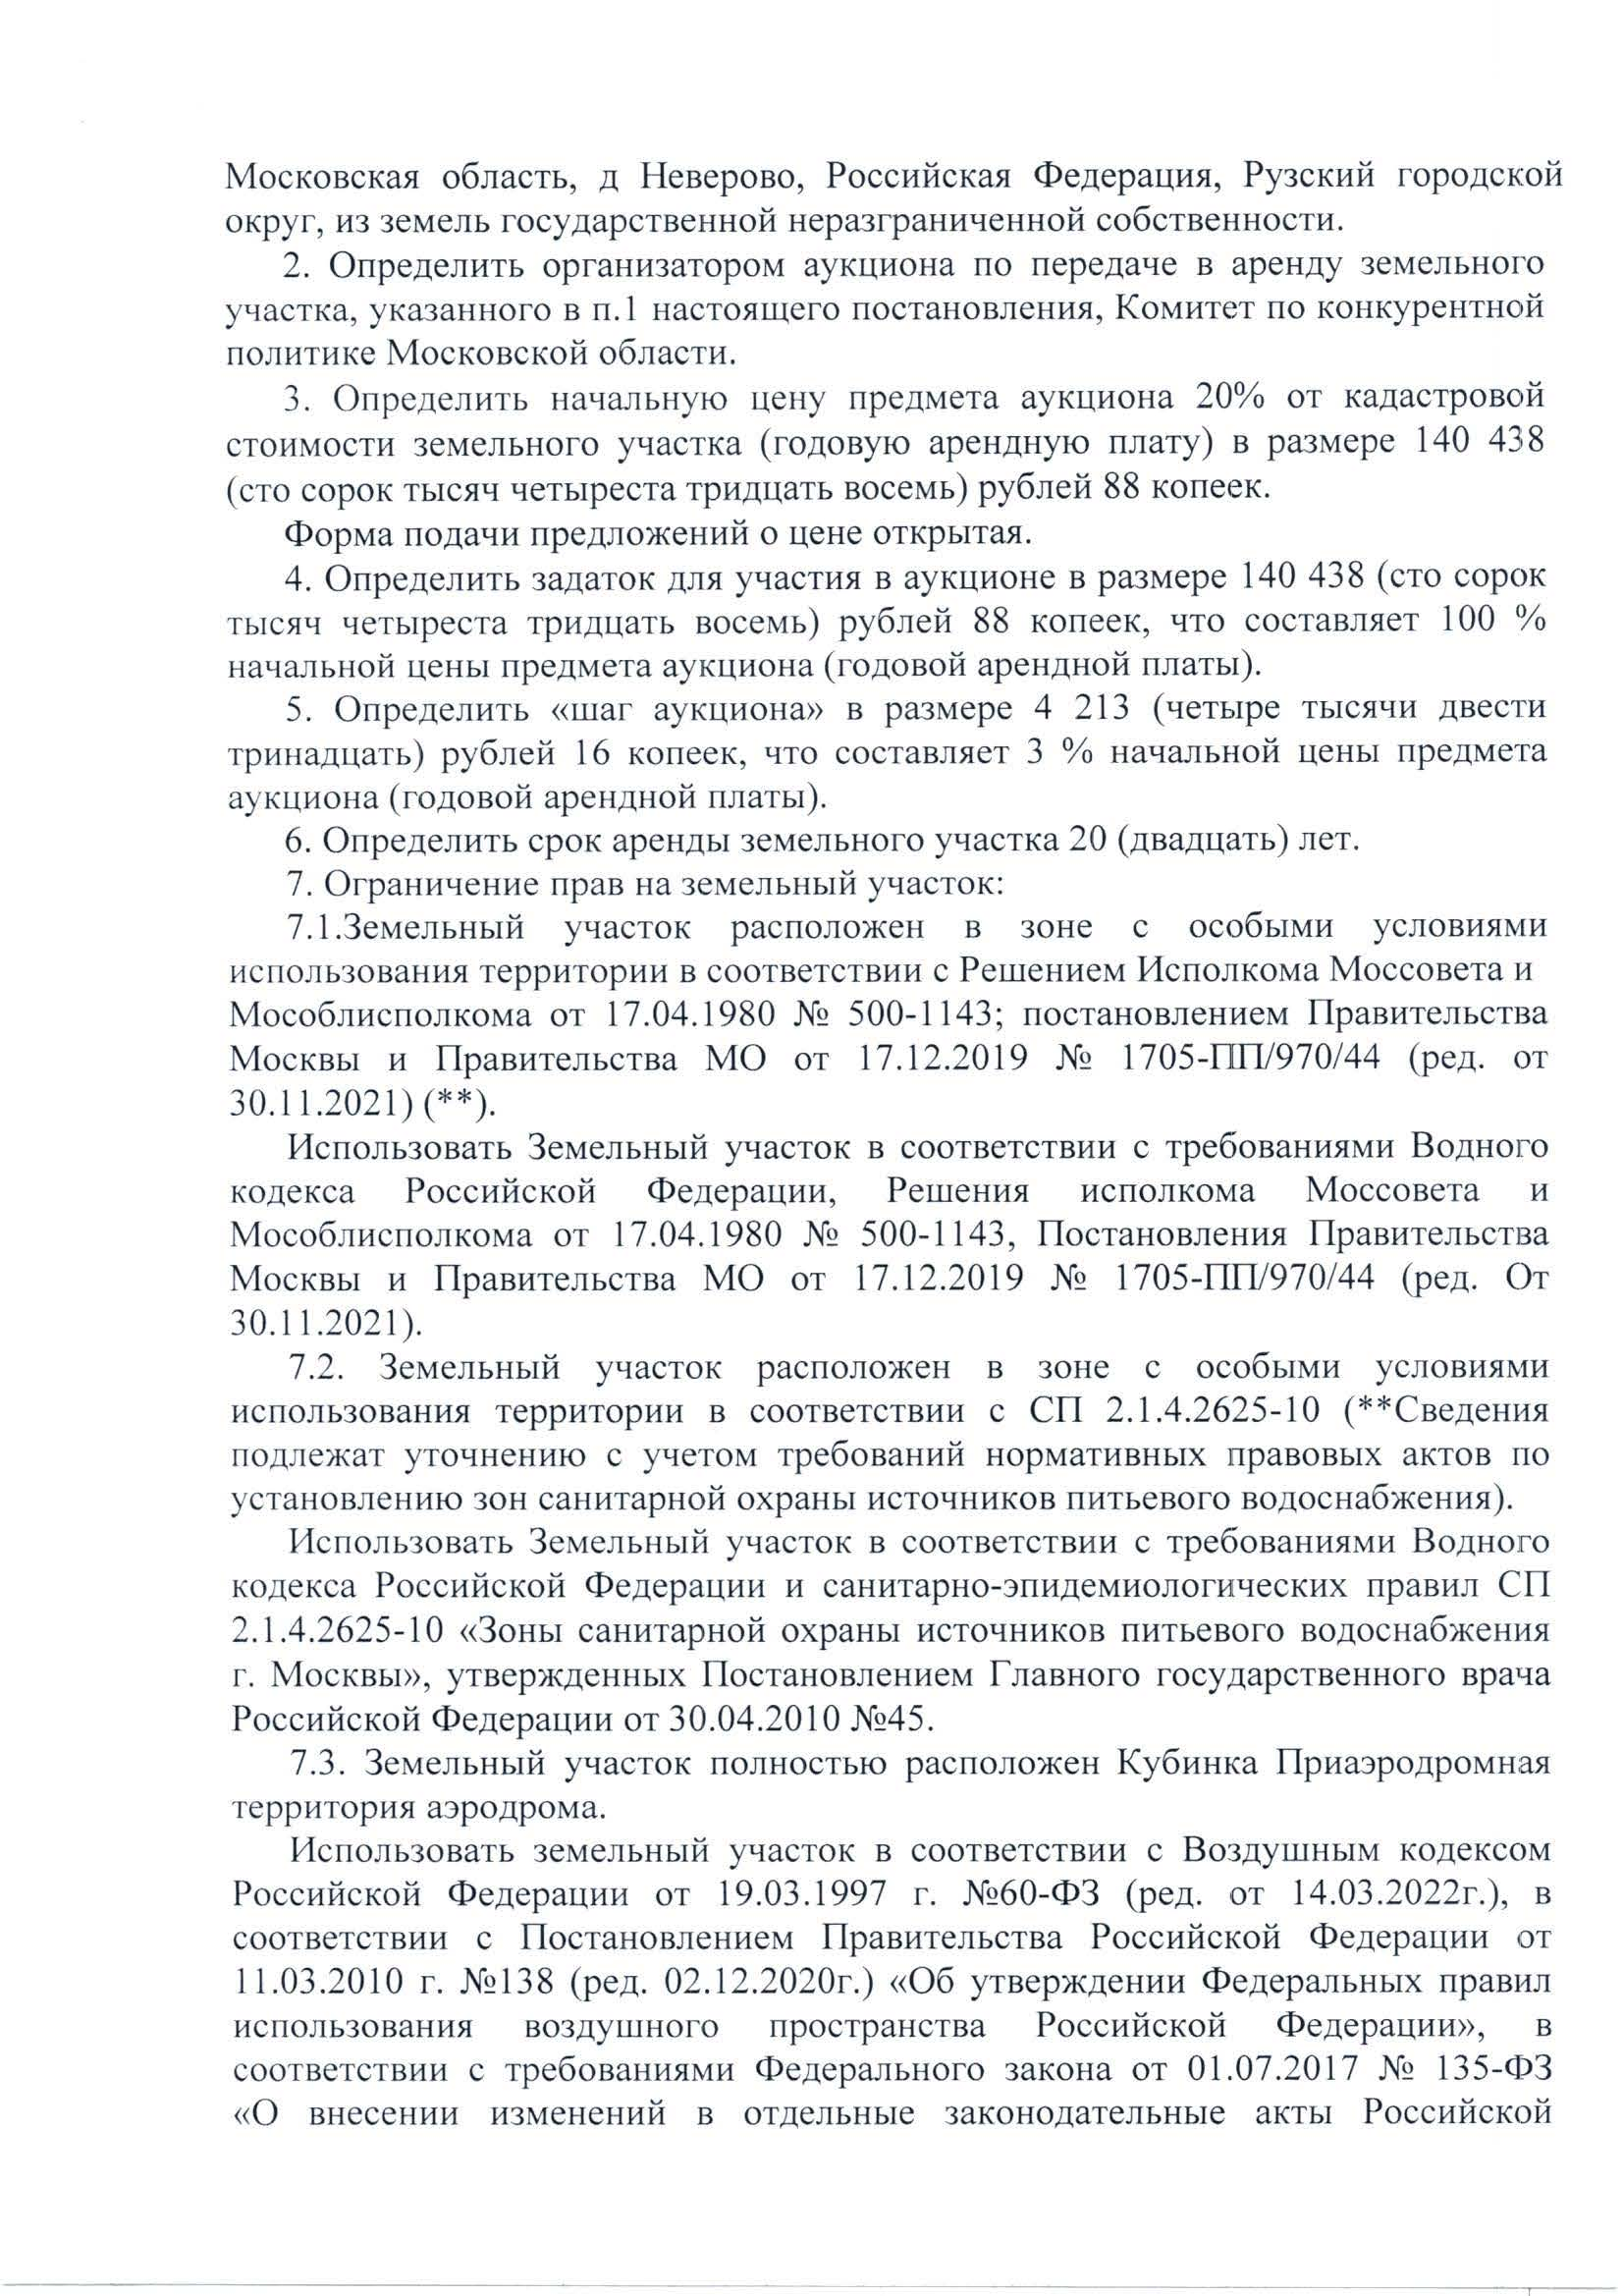 Московская область, д Неверово, Российская Федерация, Рузский городской
округ, из земель государственной неразграниченной собственности.
2. Определить организатором аукциона по передаче в аренду земельного
участка, указанного в п.1 настоящего постановления, Комитет по конкурентной
политике Московской области.
3. Определить начальную цену предмета аукциона 20% от кадастровой
стоимости земельного участка (годовую арендную плату) в размере 140 438
(сто сорок тысяч четыреста тридцать восемь) рублей 88 копеек.
Форма подачи предложений о цене открытая.
4. Определить задаток для участия в аукционе в размере 140 438 (сто сорок
тысяч четыреста тридцать восемь) рублей 88 копеек, что составляет 100 %
начальной цены предмета аукциона (годовой арендной платы).
5. Определить «шаг аукциона» в размере 4 213 (четыре тысячи двести
тринадцать) рублей 16 копеек, что составляет 3 % начальной цены предмета
аукциона (годовой арендной платы).
6. Определить срок аренды земельного участка 20 (двадцать) лет.
7. Ограничение прав на земельный участок:
7.1.Земельный участок расположен в зоне с особыми условиями
использования территории в соответствии с Решением Исполкома Моссовета и
Мособлисполкома от 17.04.1980 № 500-1143; постановлением Правительства
Москвы и Правительства МО от 17.12.2019 № 1705-ПП/970/44 (ред. от
30.11.2021) (**).
Использовать Земельный участок в соответствии с требованиями Водного
кодекса Российской Федерации, Решения исполкома Моссовета и
Мособлисполкома от 17.04.1980 № 500-1143, Постановления Правительства
Москвы и Правительства МО от 17.12.2019 № 1705-ПП/970/44 (ред. От
30.11.2021).
7.2. Земельный участок расположен в зоне с особыми условиями
использования территории в соответствии с СП 2.1.4.2625-10 (**Сведения
подлежат уточнению с учетом требований нормативных правовых актов по
установлению зон санитарной охраны источников питьевого водоснабжения).
Использовать Земельный участок в соответствии с требованиями Водного
кодекса Российской Федерации и санитарно-эпидемиологических правил СП
2.1.4.2625-10 «Зоны санитарной охраны источников питьевого водоснабжения
г. Москвы», утвержденных Постановлением Главного государственного врача
Российской Федерации от 30.04.2010 №45.
7.3. Земельный участок полностью расположен Кубинка Приаэродромная
территория аэродрома.
Использовать земельный участок в соответствии с Воздушным кодексом
Российской Федерации от 19.03.1997 г. №60-ФЗ (ред. от 14.03.2022г.), в
соответствии с Постановлением Правительства Российской Федерации от
11.03.2010 г. №138 (ред. 02.12.2020г.) «Об утверждении Федеральных правил
использования воздушного пространства Российской Федерации», в
соответствии с требованиями Федерального закона от 01.07.2017 № 135-ФЗ
«О внесении изменений в отдельные законодательные акты Российской